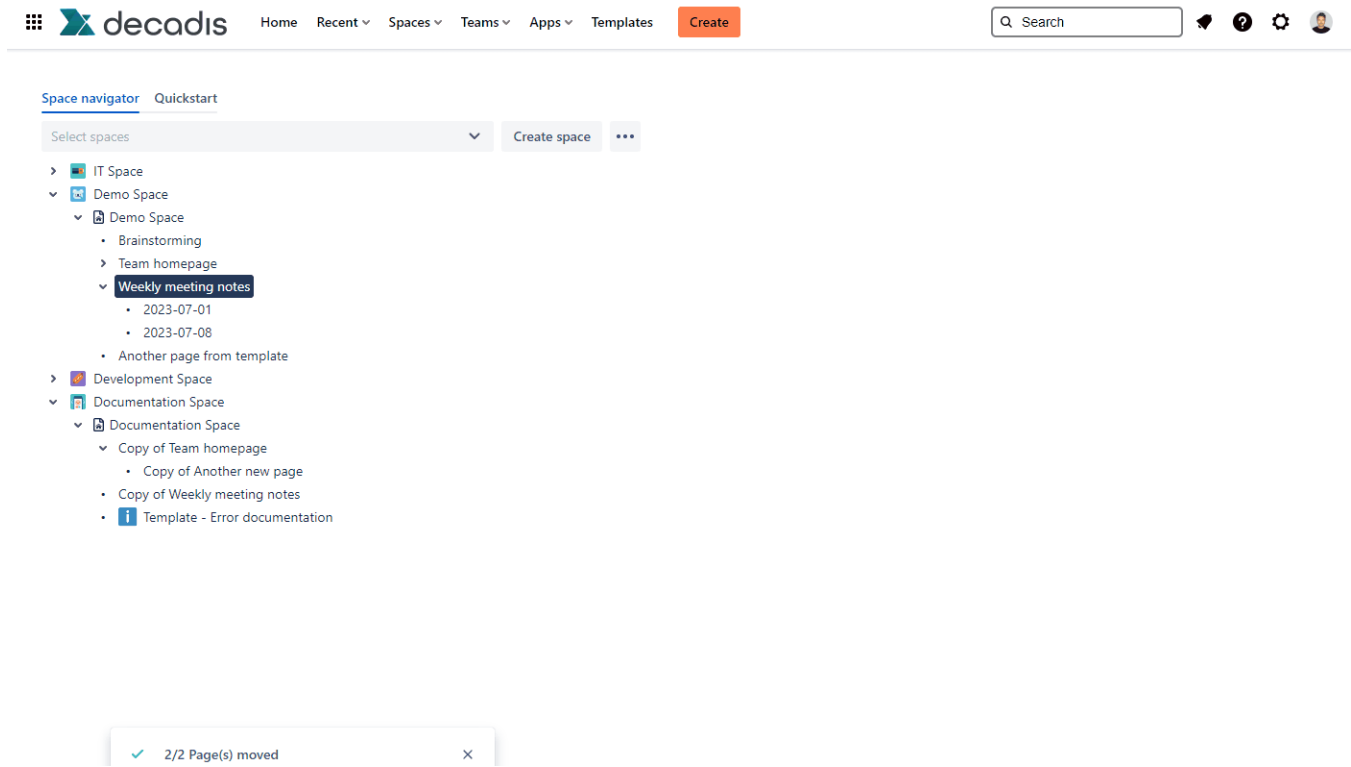 decadis Home Recent Spaces Teams Apps Templates Create Search
Space navigator Quickstart
Select spaces Create space
IT Space
Demo Space
Demo Space
Brainstorming
Team homepage
Weekly meeting notes
2023-07-01
2023-07-08
Another page from template
Development Space
Documentation Space
Documentation Space
Copy of Team homepage
Copy of Another new page
Copy of Weekly meeting notes
Template - Error documentation
2/2 Page(s) moved